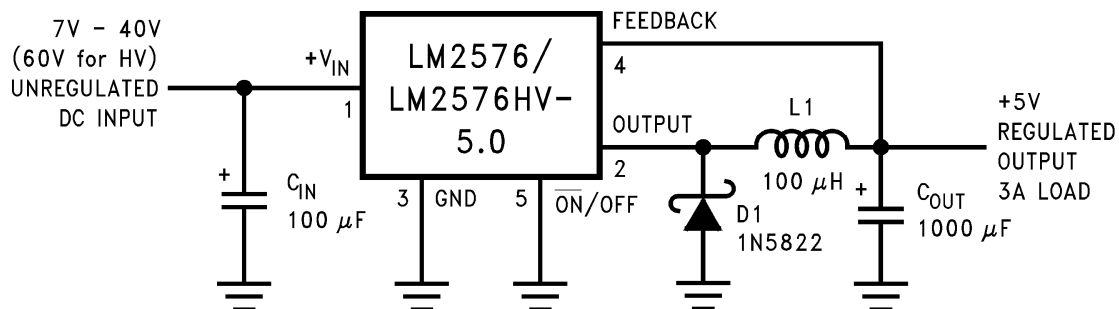 7V – 40V
(60V for HV)
UNREGULATED
DC INPUT
+V_IN
1
+
C_IN
100 μF
LM2576/
LM2576HV-
5.0
3
GND
5
O̅N̅/OFF
FEEDBACK
4
OUTPUT
2
D1
1N5822
L1
100 μH
+
C_OUT
1000 μF
+5V
REGULATED
OUTPUT
3A LOAD